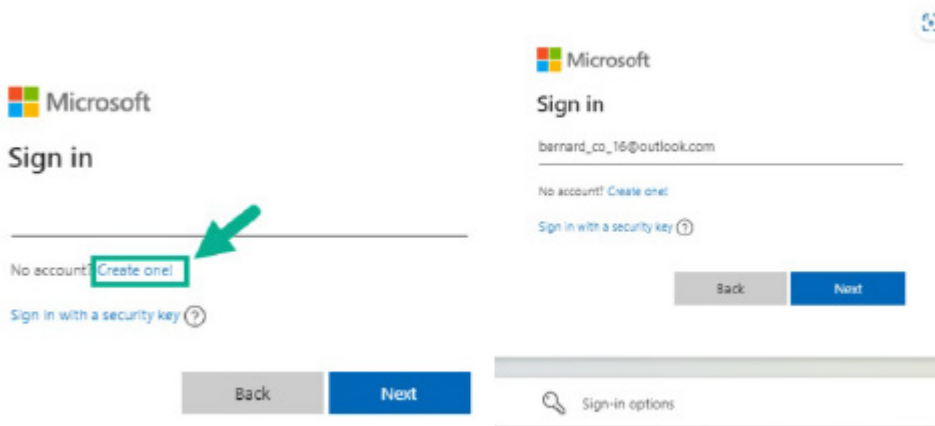 Microsoft
Sign in
No account? Create one!
Sign in with a security key ?
Back
Next
Microsoft
Sign in
bernard_co_16@outlook.com
No account? Create one!
Sign in with a security key ?
Back
Next
Sign-in options